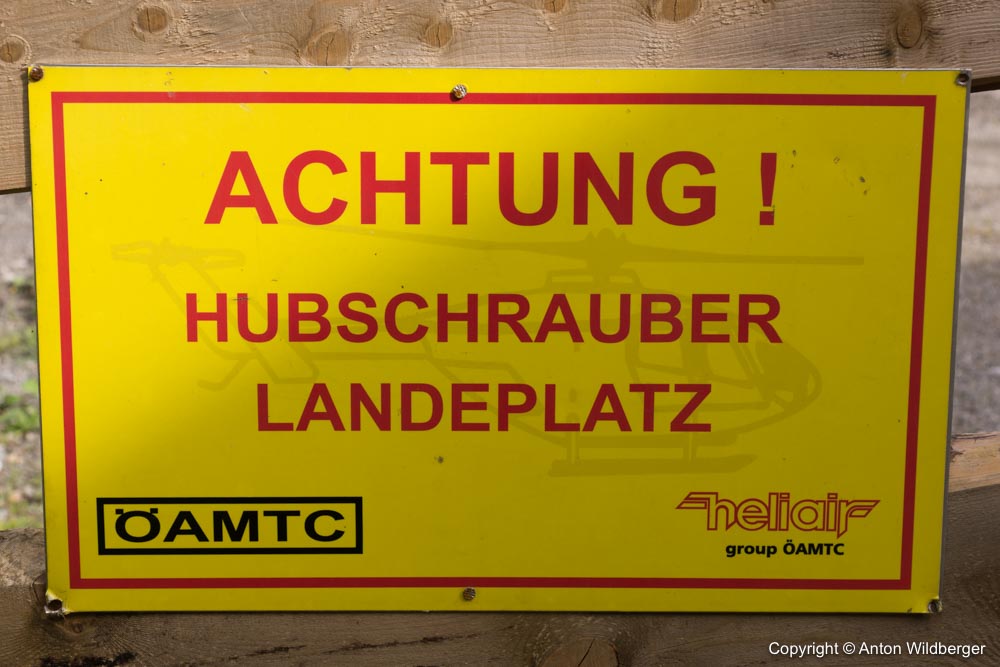 ACHTUNG !
HUBSCHRAUBER
LANDEPLATZ
ÖAMTC
heliair
group ÖAMTC
Copyright © Anton Wildberger